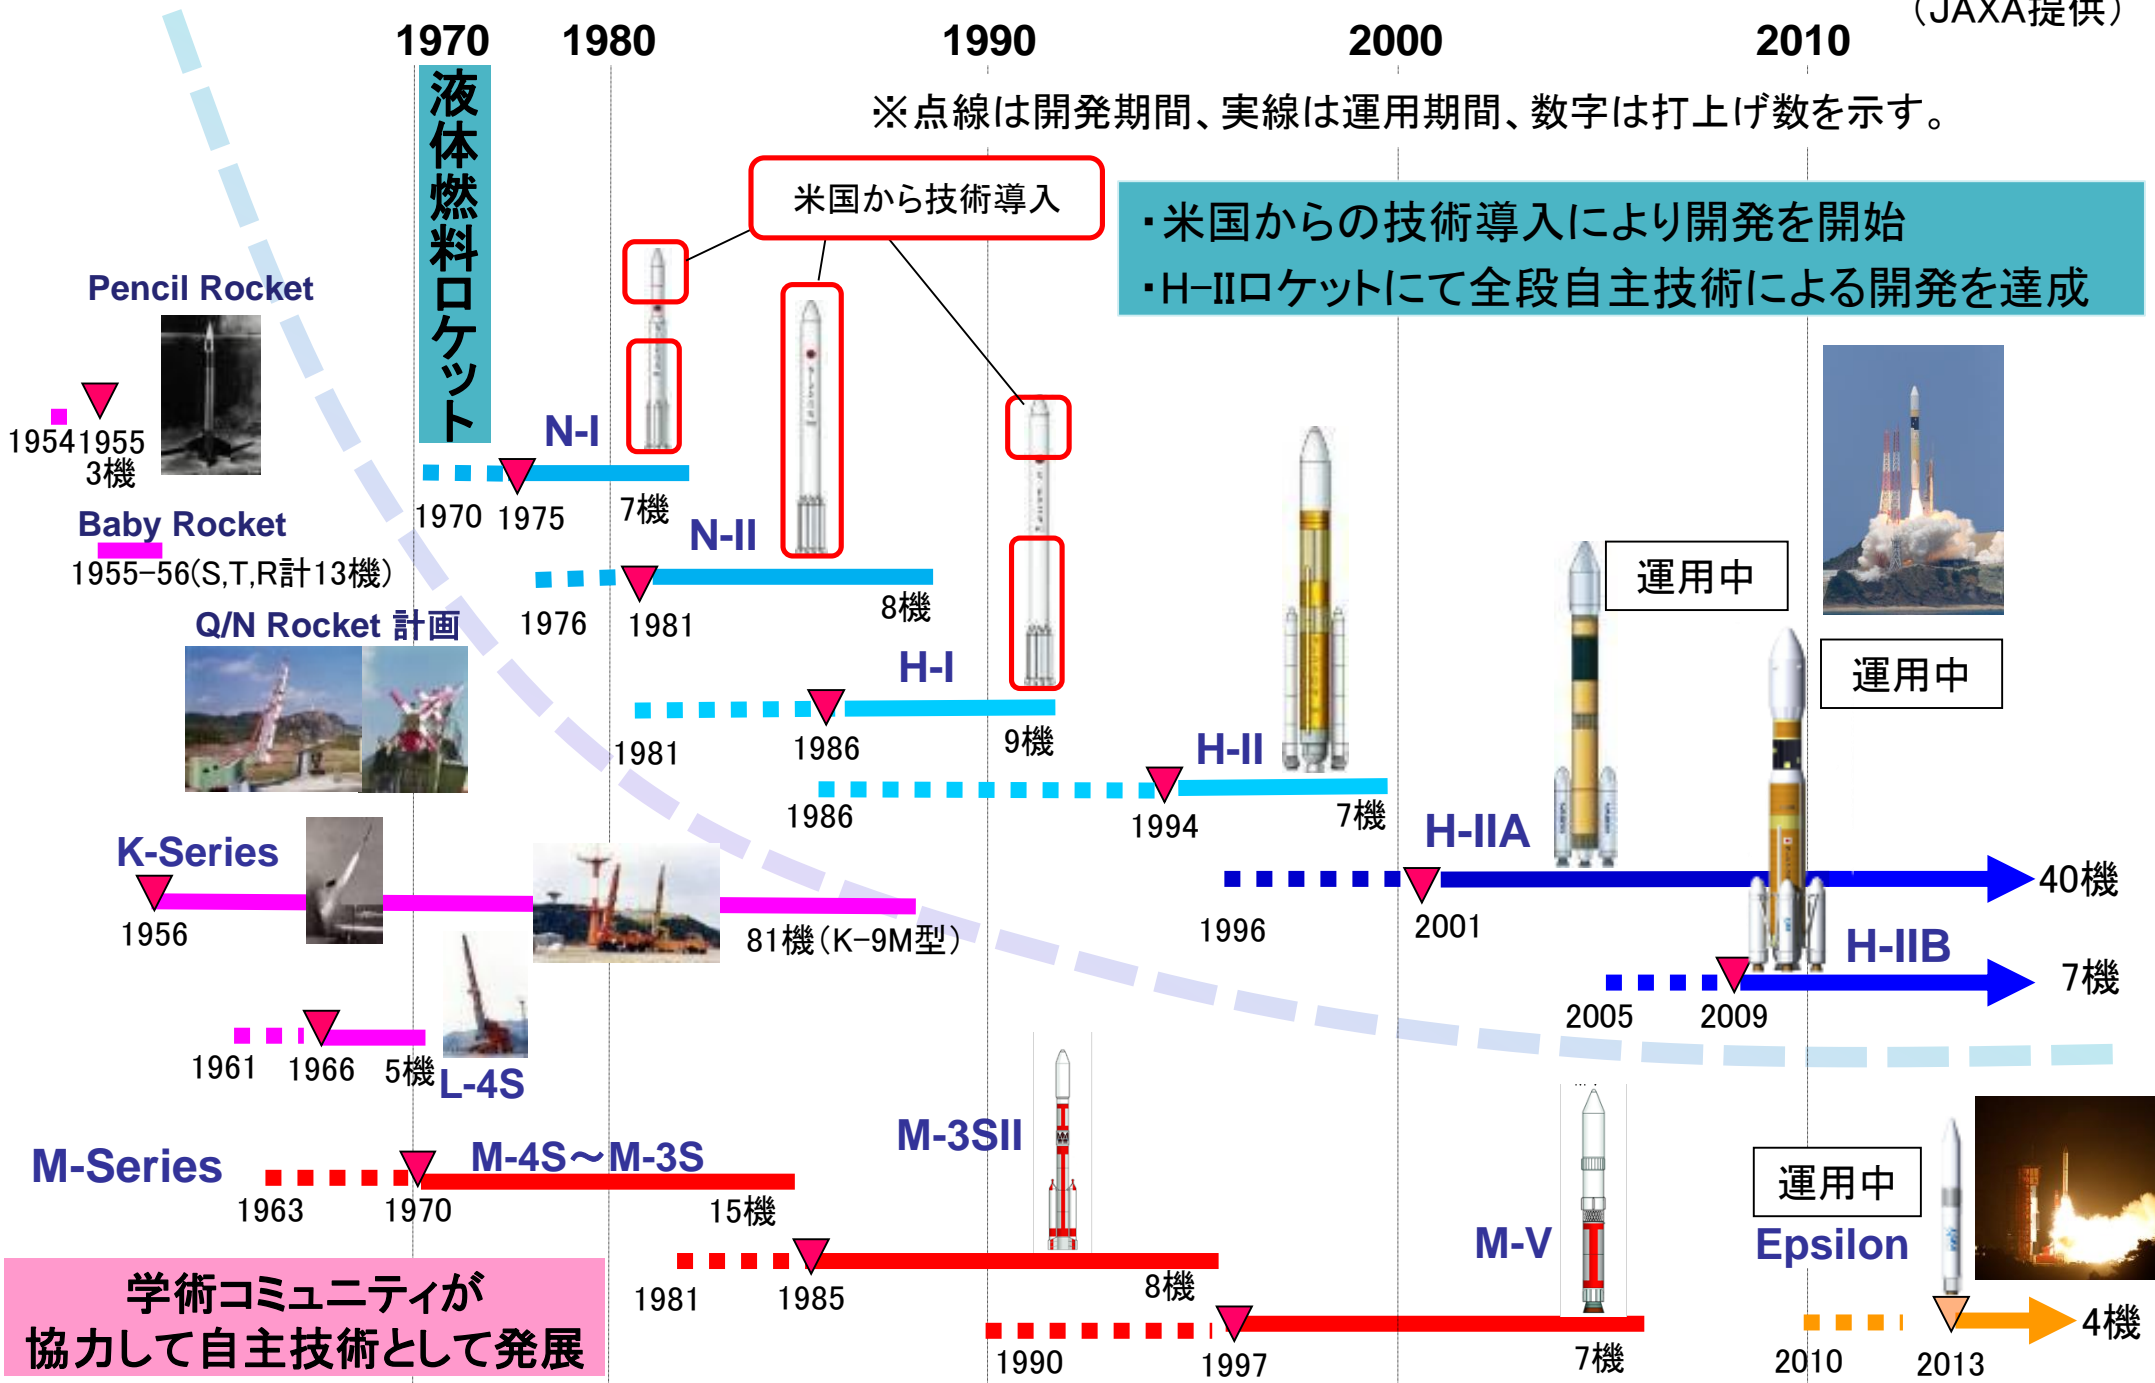 （JAXA提供）
1970
1980
1990
2000
2010
液体燃料ロケット
※点線は開発期間、実線は運用期間、数字は打上げ数を示す。
米国から技術導入
・米国からの技術導入により開発を開始
・H-IIロケットにて全段自主技術による開発を達成
Pencil Rocket
1954
1955
3機
Baby Rocket
1955-56(S,T,R計13機)
Q/N Rocket 計画
N-I
1970
1975
7機
N-II
1976
1981
8機
H-I
1981
1986
9機
H-II
1986
1994
7機
運用中
H-IIA
1996
2001
40機
運用中
H-IIB
2005
2009
7機
K-Series
1956
81機（K-9M型）
1961
1966
5機
L-4S
M-Series
M-4S～M-3S
1963
1970
15機
M-3SII
1981
1985
8機
M-V
1990
1997
7機
運用中
Epsilon
2010
2013
4機
学術コミュニティが
協力して自主技術として発展